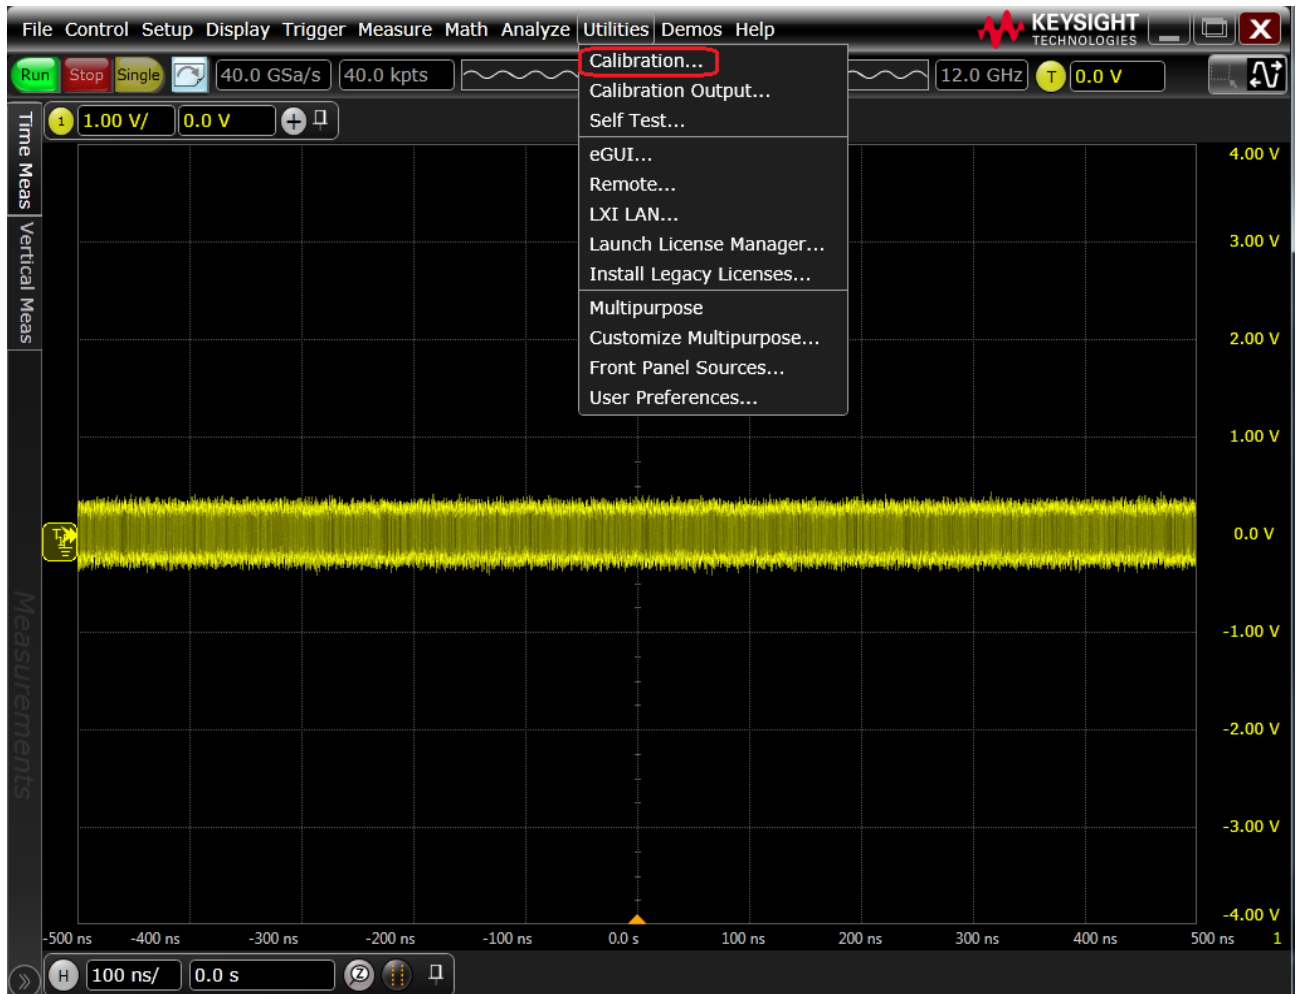 File Control Setup Display Trigger Measure Math Analyze Utilities Demos Help
KEYSIGHT
TECHNOLOGIES
X
Run Stop Single 40.0 GSa/s 40.0 kpts 12.0 GHz T 0.0 V
Calibration...
Calibration Output...
Self Test...
eGUI...
Remote...
LXI LAN...
Launch License Manager...
Install Legacy Licenses...
Multipurpose
Customize Multipurpose...
Front Panel Sources...
User Preferences...
1 1.00 V/ 0.0 V
Time Meas
Vertical Meas
Measurements
4.00 V
3.00 V
2.00 V
1.00 V
T 0.0 V
-1.00 V
-2.00 V
-3.00 V
-4.00 V
-500 ns -400 ns -300 ns -200 ns -100 ns 0.0 s 100 ns 200 ns 300 ns 400 ns 500 ns 1
H 100 ns/ 0.0 s Z